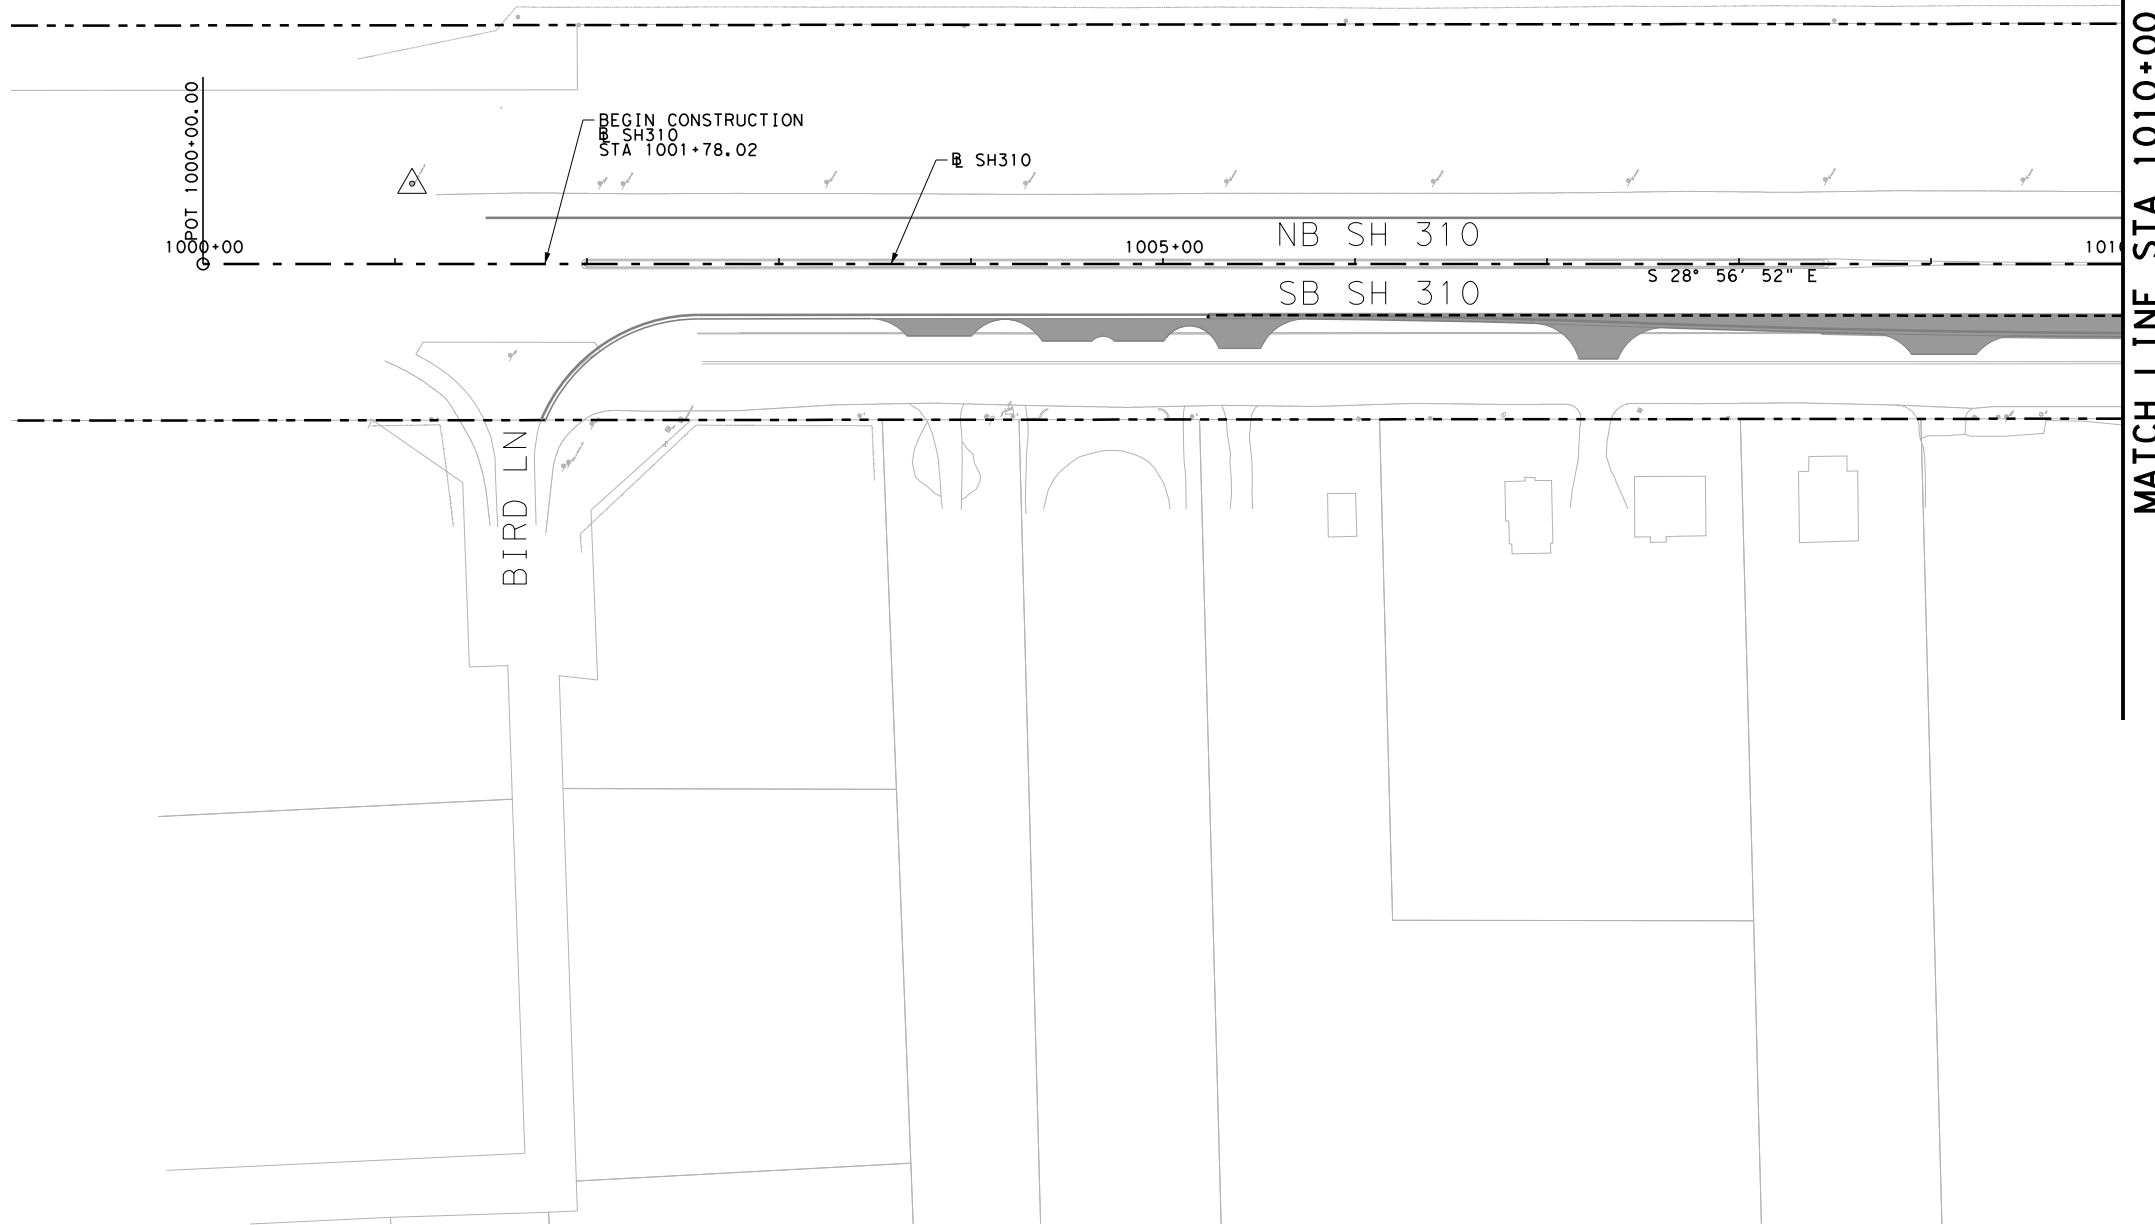 POT 1000+00.00
1000+00
BEGIN CONSTRUCTION
℄ SH310
STA 1001+78.02
℄ SH310
NB SH 310
1005+00
SB SH 310
S 28° 56' 52" E
MATCH LINE STA 1010+00
BIRD LN